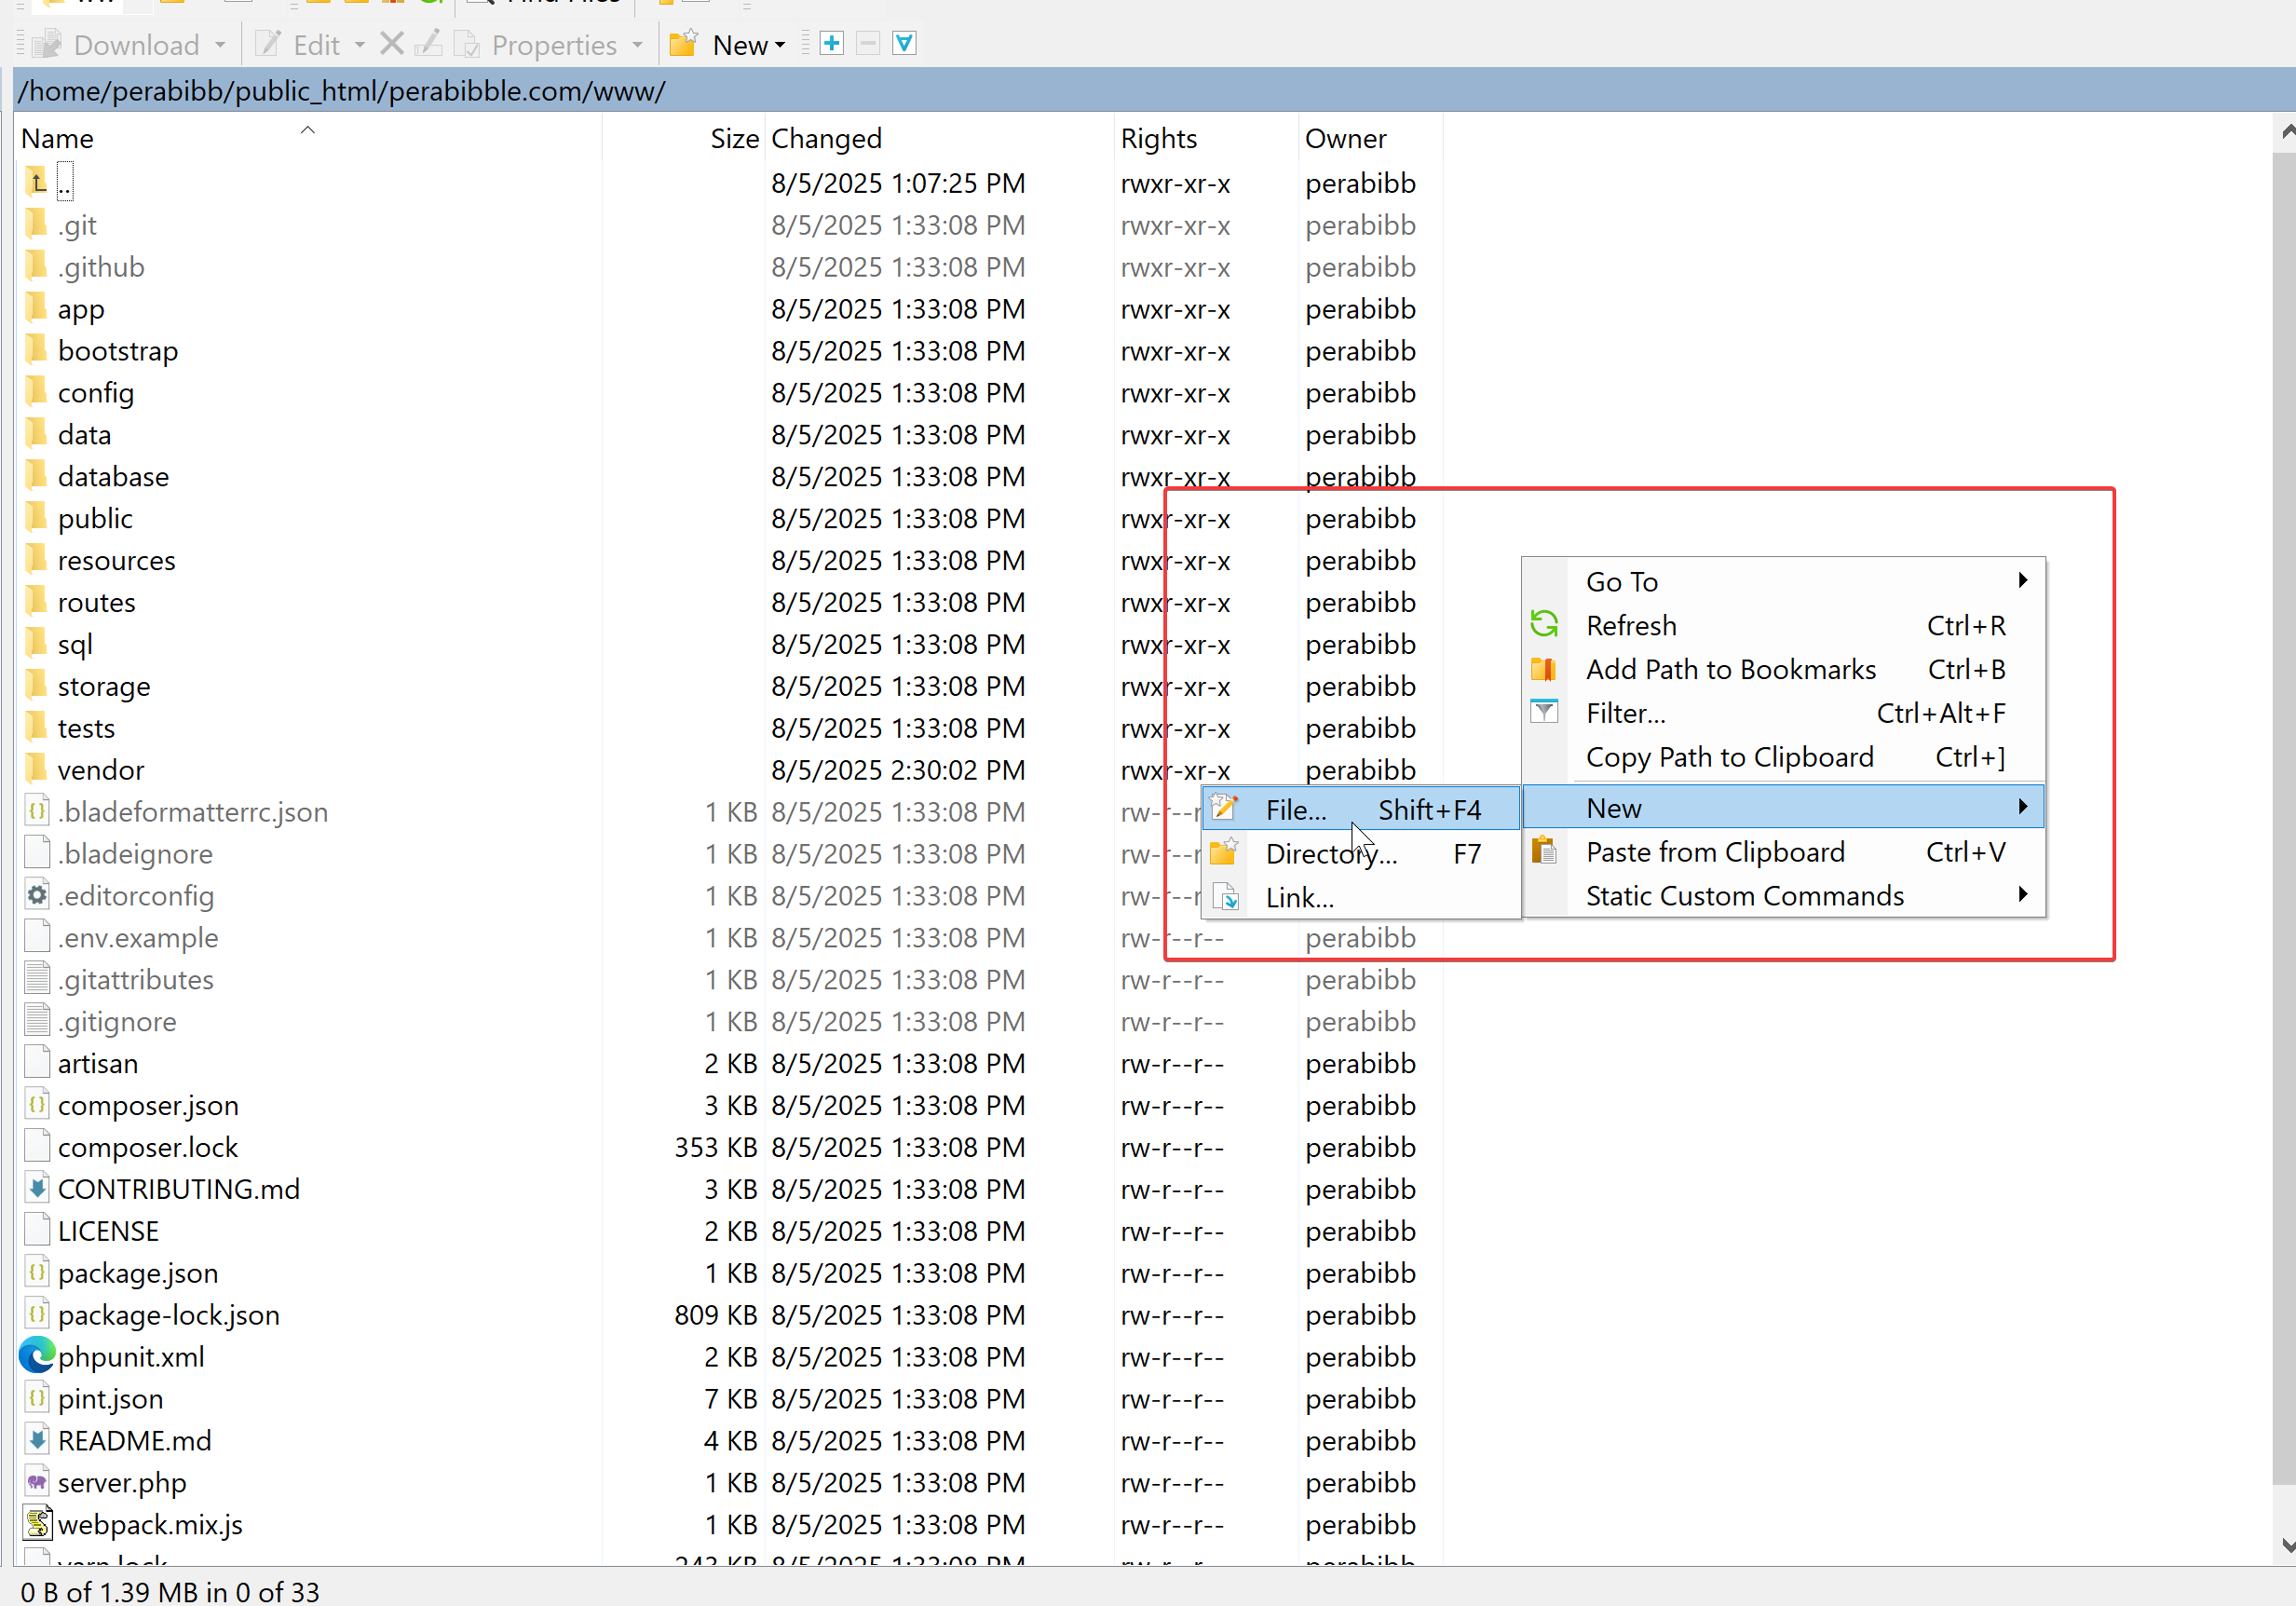 Find Files
Download Edit Properties New
/home/perabibb/public_html/perabibble.com/www/
Name Size Changed Rights Owner
.. 8/5/2025 1:07:25 PM rwxr-xr-x perabibb
.git 8/5/2025 1:33:08 PM rwxr-xr-x perabibb
.github 8/5/2025 1:33:08 PM rwxr-xr-x perabibb
app 8/5/2025 1:33:08 PM rwxr-xr-x perabibb
bootstrap 8/5/2025 1:33:08 PM rwxr-xr-x perabibb
config 8/5/2025 1:33:08 PM rwxr-xr-x perabibb
data 8/5/2025 1:33:08 PM rwxr-xr-x perabibb
database 8/5/2025 1:33:08 PM rwxr-xr-x perabibb
public 8/5/2025 1:33:08 PM rwxr-xr-x perabibb
resources 8/5/2025 1:33:08 PM rwxr-xr-x perabibb
routes 8/5/2025 1:33:08 PM rwxr-xr-x perabibb
sql 8/5/2025 1:33:08 PM rwxr-xr-x perabibb
storage 8/5/2025 1:33:08 PM rwxr-xr-x perabibb
tests 8/5/2025 1:33:08 PM rwxr-xr-x perabibb
vendor 8/5/2025 2:30:02 PM rwxr-xr-x perabibb
.bladeformatterrc.json 1 KB 8/5/2025 1:33:08 PM rw-r
.bladeignore 1 KB 8/5/2025 1:33:08 PM rw-r
.editorconfig 1 KB 8/5/2025 1:33:08 PM rw-r
.env.example 1 KB 8/5/2025 1:33:08 PM rw-r--r-- perabibb
.gitattributes 1 KB 8/5/2025 1:33:08 PM rw-r--r-- perabibb
.gitignore 1 KB 8/5/2025 1:33:08 PM rw-r--r-- perabibb
artisan 2 KB 8/5/2025 1:33:08 PM rw-r--r-- perabibb
composer.json 3 KB 8/5/2025 1:33:08 PM rw-r--r-- perabibb
composer.lock 353 KB 8/5/2025 1:33:08 PM rw-r--r-- perabibb
CONTRIBUTING.md 3 KB 8/5/2025 1:33:08 PM rw-r--r-- perabibb
LICENSE 2 KB 8/5/2025 1:33:08 PM rw-r--r-- perabibb
package.json 1 KB 8/5/2025 1:33:08 PM rw-r--r-- perabibb
package-lock.json 809 KB 8/5/2025 1:33:08 PM rw-r--r-- perabibb
phpunit.xml 2 KB 8/5/2025 1:33:08 PM rw-r--r-- perabibb
pint.json 7 KB 8/5/2025 1:33:08 PM rw-r--r-- perabibb
README.md 4 KB 8/5/2025 1:33:08 PM rw-r--r-- perabibb
server.php 1 KB 8/5/2025 1:33:08 PM rw-r--r-- perabibb
webpack.mix.js 1 KB 8/5/2025 1:33:08 PM rw-r--r-- perabibb
yarn.lock 243 KB 8/5/2025 1:33:08 PM rw-r--r-- perabibb
Go To
Refresh Ctrl+R
Add Path to Bookmarks Ctrl+B
Filter... Ctrl+Alt+F
Copy Path to Clipboard Ctrl+]
New
Paste from Clipboard Ctrl+V
Static Custom Commands
File... Shift+F4
Directory... F7
Link...
0 B of 1.39 MB in 0 of 33